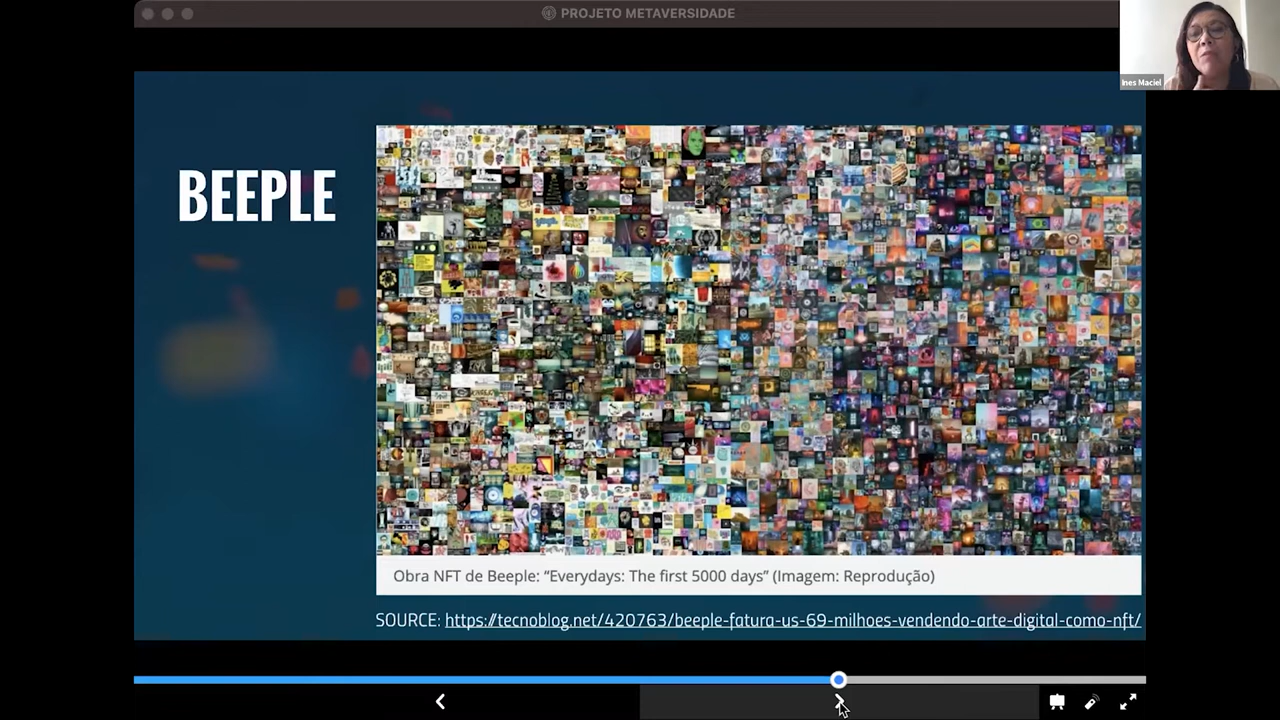 PROJETO METAVERSIDADE
Ines Maciel
BEEPLE
Obra NFT de Beeple: “Everydays: The first 5000 days” (Imagem: Reprodução)
SOURCE: https://tecnoblog.net/420763/beeple-fatura-us-69-milhoes-vendendo-arte-digital-como-nft/